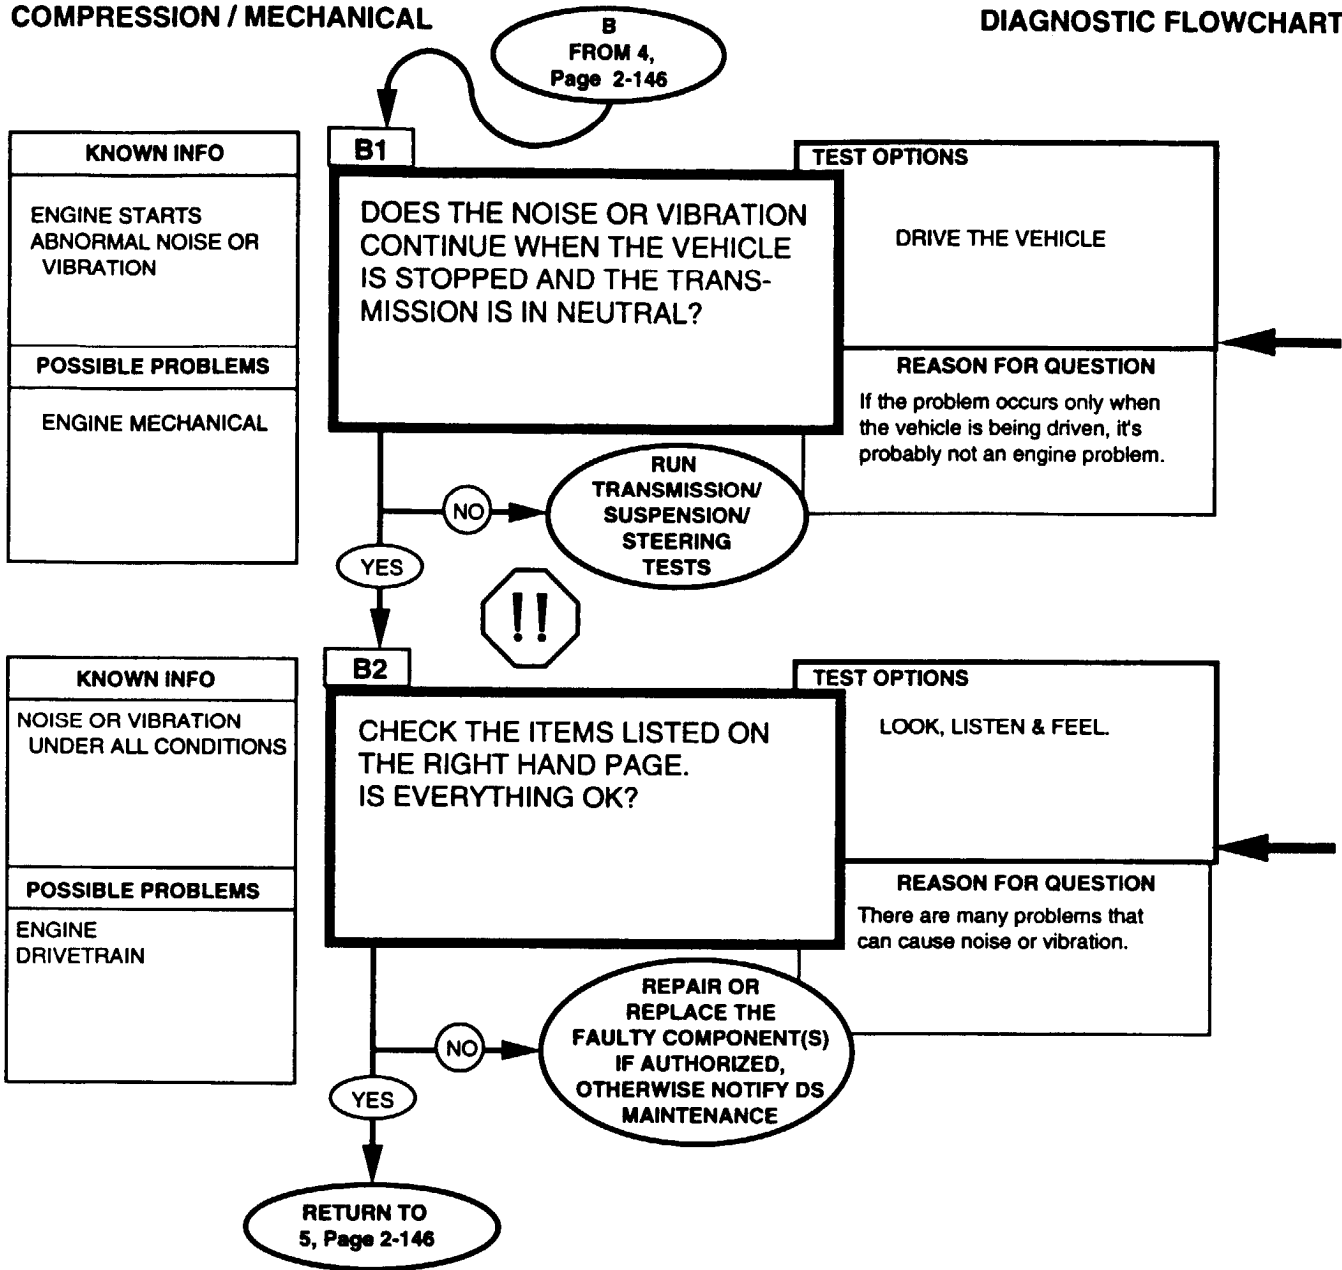 COMPRESSION / MECHANICAL
DIAGNOSTIC FLOWCHART
B
FROM 4,
Page 2-146
B1
KNOWN INFO
ENGINE STARTS
ABNORMAL NOISE OR
VIBRATION
POSSIBLE PROBLEMS
ENGINE MECHANICAL
DOES THE NOISE OR VIBRATION
CONTINUE WHEN THE VEHICLE
IS STOPPED AND THE TRANS-
MISSION IS IN NEUTRAL?
TEST OPTIONS
DRIVE THE VEHICLE
REASON FOR QUESTION
If the problem occurs only when
the vehicle is being driven, it's
probably not an engine problem.
NO
RUN
TRANSMISSION/
SUSPENSION/
STEERING
TESTS
YES
!!
B2
KNOWN INFO
NOISE OR VIBRATION
UNDER ALL CONDITIONS
POSSIBLE PROBLEMS
ENGINE
DRIVETRAIN
CHECK THE ITEMS LISTED ON
THE RIGHT HAND PAGE.
IS EVERYTHING OK?
TEST OPTIONS
LOOK, LISTEN & FEEL.
REASON FOR QUESTION
There are many problems that
can cause noise or vibration.
NO
REPAIR OR
REPLACE THE
FAULTY COMPONENT(S)
IF AUTHORIZED,
OTHERWISE NOTIFY DS
MAINTENANCE
YES
RETURN TO
5, Page 2-146